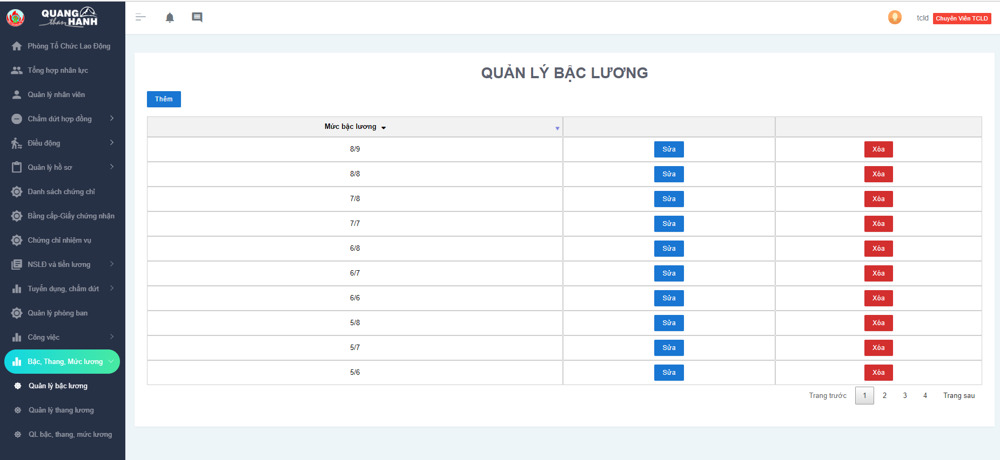 QUANG
than HANH
Phòng Tổ Chức Lao Động
Tổng hợp nhân lực
Quản lý nhân viên
Chấm dứt hợp đồng
Điều động
Quản lý hồ sơ
Danh sách chứng chỉ
Bằng cấp-Giấy chứng nhận
Chứng chỉ nhiệm vụ
NSLĐ và tiền lương
Tuyển dụng, chấm dứt
Quản lý phòng ban
Công việc
Bậc, Thang, Mức lương
Quản lý bậc lương
Quản lý thang lương
QL bậc, thang, mức lương
tcld Chuyên Viên TCLD
QUẢN LÝ BẬC LƯƠNG
Thêm
Mức bậc lương
8/9 Sửa Xóa
8/8 Sửa Xóa
7/8 Sửa Xóa
7/7 Sửa Xóa
6/8 Sửa Xóa
6/7 Sửa Xóa
6/6 Sửa Xóa
5/8 Sửa Xóa
5/7 Sửa Xóa
5/6 Sửa Xóa
Trang trước 1 2 3 4 Trang sau